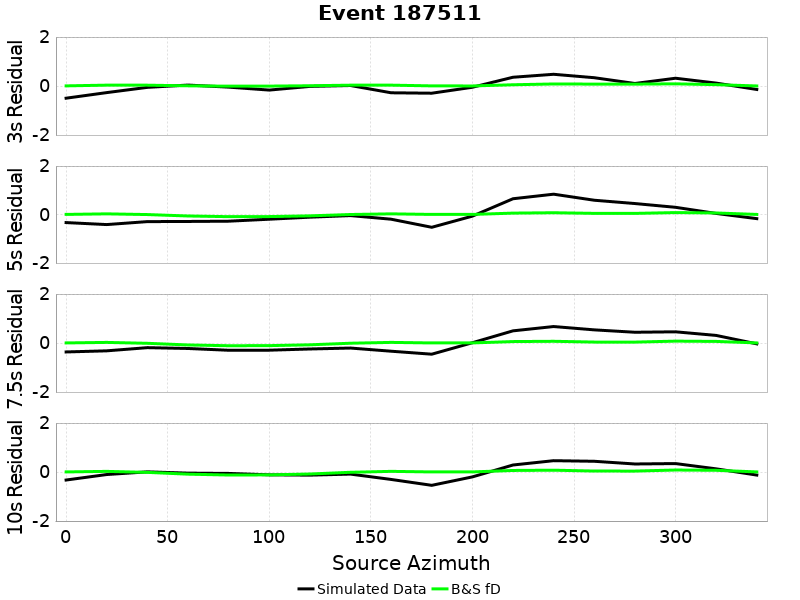 Event 187511
3s Residual
2
0
-2
5s Residual
2
0
-2
7.5s Residual
2
0
-2
10s Residual
2
0
-2
0 50 100 150 200 250 300
Source Azimuth
Simulated Data B&S fD